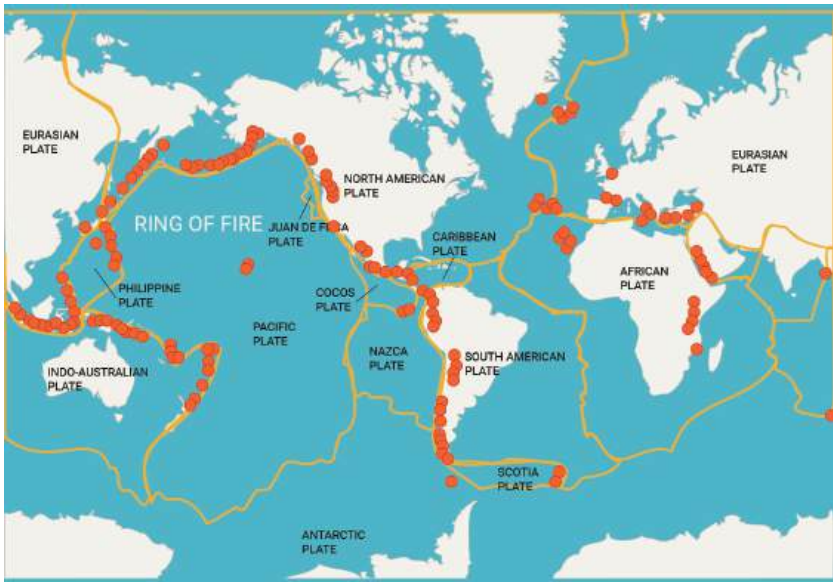 EURASIAN
PLATE
RING OF FIRE
NORTH AMERICAN
PLATE
JUAN DE FUCA
PLATE
EURASIAN
PLATE
CARIBBEAN
PLATE
PHILIPPINE
PLATE
COCOS
PLATE
AFRICAN
PLATE
PACIFIC
PLATE
INDO-AUSTRALIAN
PLATE
NAZCA
PLATE
SOUTH AMERICAN
PLATE
SCOTIA
PLATE
ANTARCTIC
PLATE